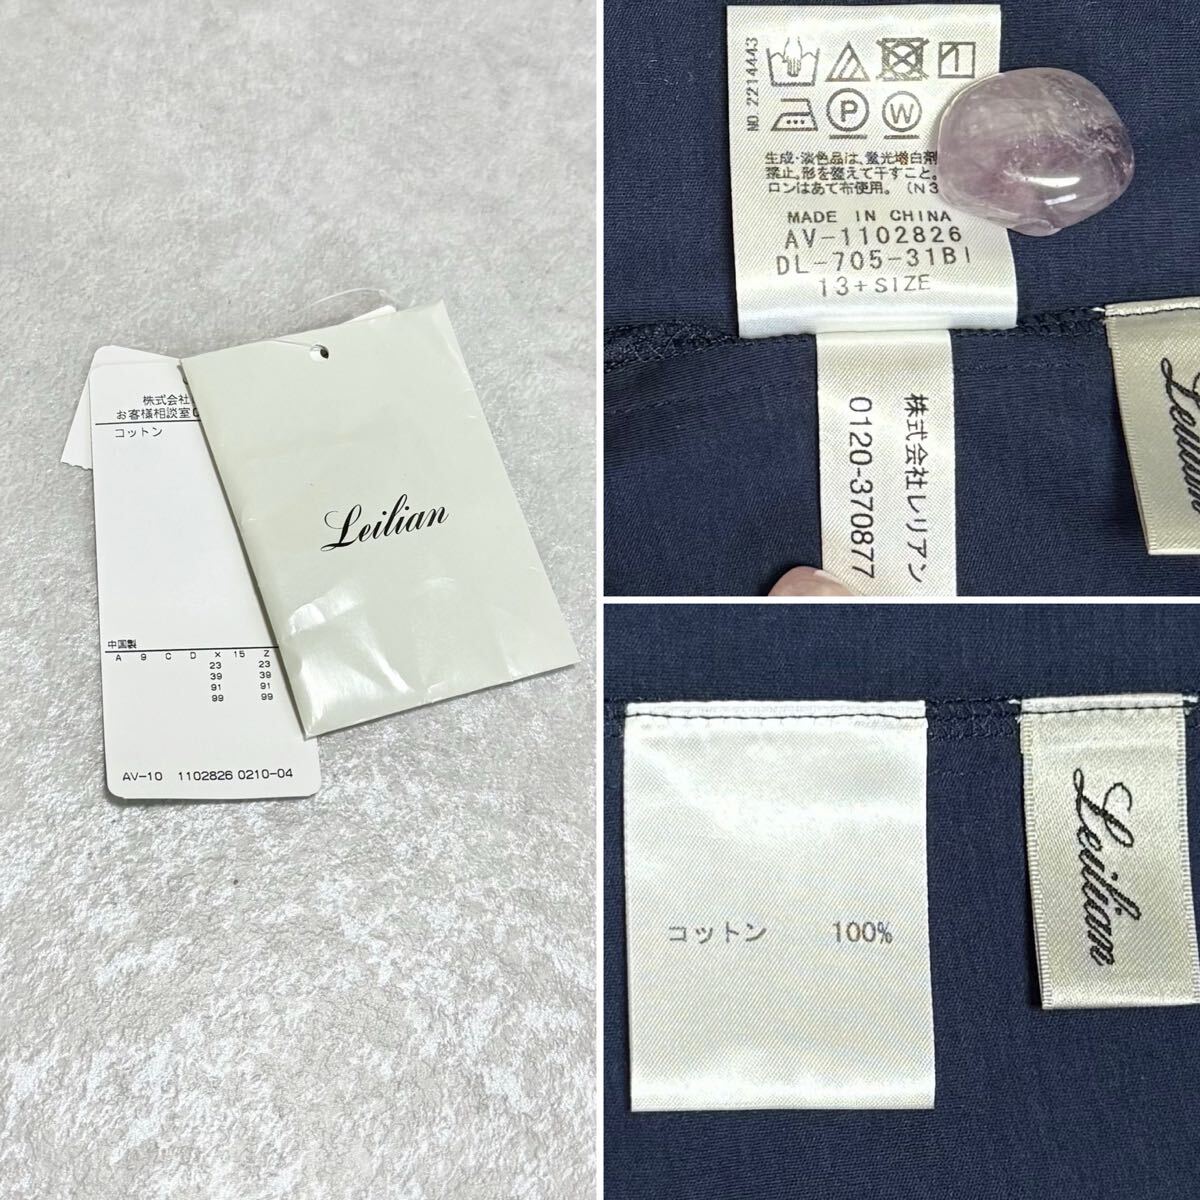 株式会社
お客様相談室
コットン
中国製
A 9 C D X 15 Z
23 23
39 39
91 91
99 99
AV-10 1102826 0210-04
Leilian
NO.2214443
P W
生成・淡色品は、蛍光増白剤
禁止。形を整えて干すこと。
ロンはあて布使用。(N3
MADE IN CHINA
AV-1102826
DL-705-31BI
13+SIZE
株式会社レリアン
0120-370877
Leilian
コットン 100%
Leilian